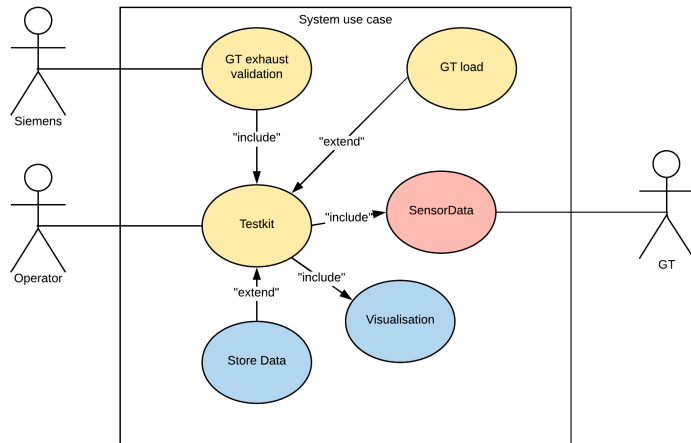 System use case
GT exhaust
validation
GT load
Siemens
"include"
"extend"
Testkit
"include"
SensorData
Operator
GT
"include"
"extend"
Visualisation
Store Data